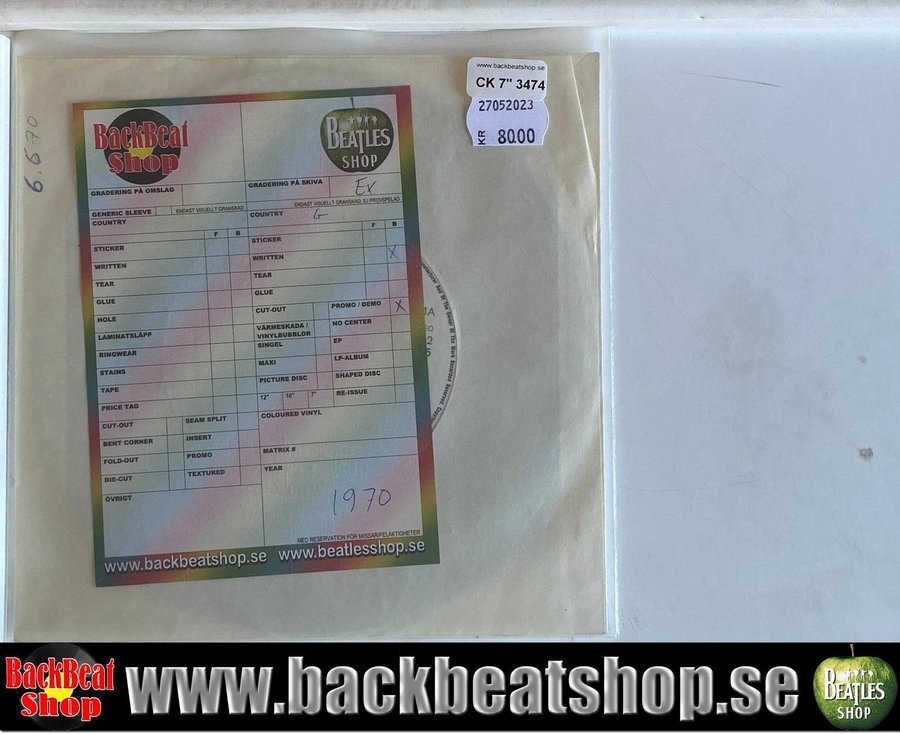 www.backbeatshop.se
CK 7" 3474
27052023
KR 80.00
6.570
BackBeat
Shop
BEATLES
SHOP
GRADERING PÅ OMSLAG
GRADERING PÅ SKIVA Ex
GENERIC SLEEVE ENDAST VISUELLT GRANSKAD
ENDAST VISUELLT GRANSKAD, EJ PROVSPELAD
COUNTRY
COUNTRY G
F B
F B
STICKER
STICKER
WRITTEN
WRITTEN X
TEAR
TEAR
GLUE
GLUE
HOLE
CUT-OUT
PROMO / DEMO X
LAMINATSLÄPP
VÄRMESKADA /
VINYLBUBBLOR
NO CENTER
RINGWEAR
SINGEL
EP
STAINS
MAXI
LP-ALBUM
TAPE
PICTURE DISC
SHAPED DISC
PRICE TAG
12" 10" 7"
RE-ISSUE
CUT-OUT
SEAM SPLIT
COLOURED VINYL
BENT CORNER
INSERT
FOLD-OUT
PROMO
MATRIX #
DIE-CUT
TEXTURED
YEAR
ÖVRIGT
1970
MED RESERVATION FÖR MISSAR/FELAKTIGHETER
www.backbeatshop.se www.beatlesshop.se
BackBeat
Shop
www.backbeatshop.se
BEATLES
SHOP